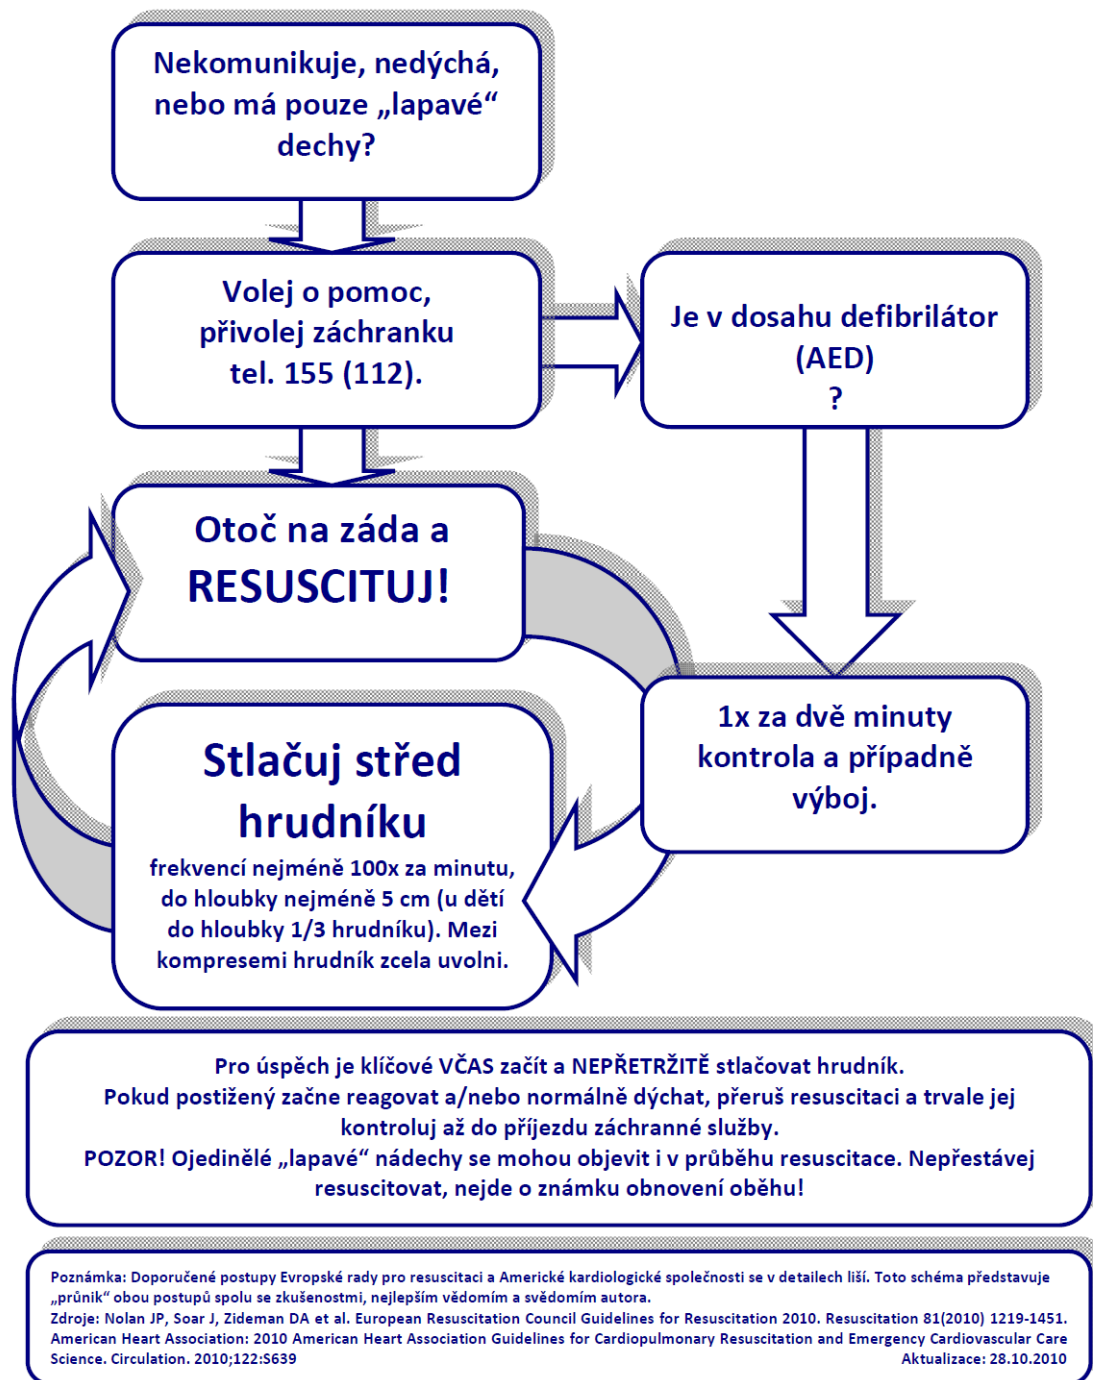 Nekomunikuje, nedýchá,
nebo má pouze „lapavé“
dechy?
Volej o pomoc,
přivolej záchranku
tel. 155 (112).
Je v dosahu defibrilátor
(AED)
?
Otoč na záda a
RESUSCITUJ!
1x za dvě minuty
kontrola a případně
výboj.
Stlačuj střed
hrudníku
frekvencí nejméně 100x za minutu,
do hloubky nejméně 5 cm (u dětí
do hloubky 1/3 hrudníku). Mezi
kompresemi hrudník zcela uvolni.
Pro úspěch je klíčové VČAS začít a NEPŘETRŽITĚ stlačovat hrudník.
Pokud postižený začne reagovat a/nebo normálně dýchat, přeruš resuscitaci a trvale jej
kontroluj až do příjezdu záchranné služby.
POZOR! Ojedinělé „lapavé“ nádechy se mohou objevit i v průběhu resuscitace. Nepřestávej
resuscitovat, nejde o známku obnovení oběhu!
Poznámka: Doporučené postupy Evropské rady pro resuscitaci a Americké kardiologické společnosti se v detailech liší. Toto schéma představuje
„průnik“ obou postupů spolu se zkušenostmi, nejlepším vědomím a svědomím autora.
Zdroje: Nolan JP, Soar J, Zideman DA et al. European Resuscitation Council Guidelines for Resuscitation 2010. Resuscitation 81(2010) 1219-1451.
American Heart Association: 2010 American Heart Association Guidelines for Cardiopulmonary Resuscitation and Emergency Cardiovascular Care
Science. Circulation. 2010;122:S639 Aktualizace: 28.10.2010